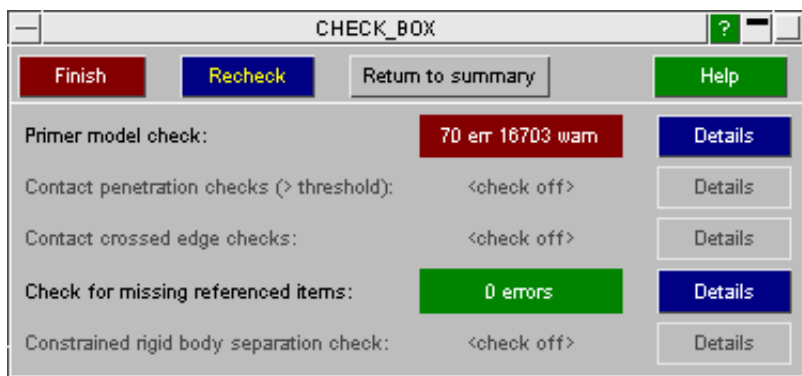 CHECK_BOX ?
Finish Recheck Return to summary Help
Primer model check: 70 err 16703 warn Details
Contact penetration checks (> threshold): <check off> Details
Contact crossed edge checks: <check off> Details
Check for missing referenced items: 0 errors Details
Constrained rigid body separation check: <check off> Details